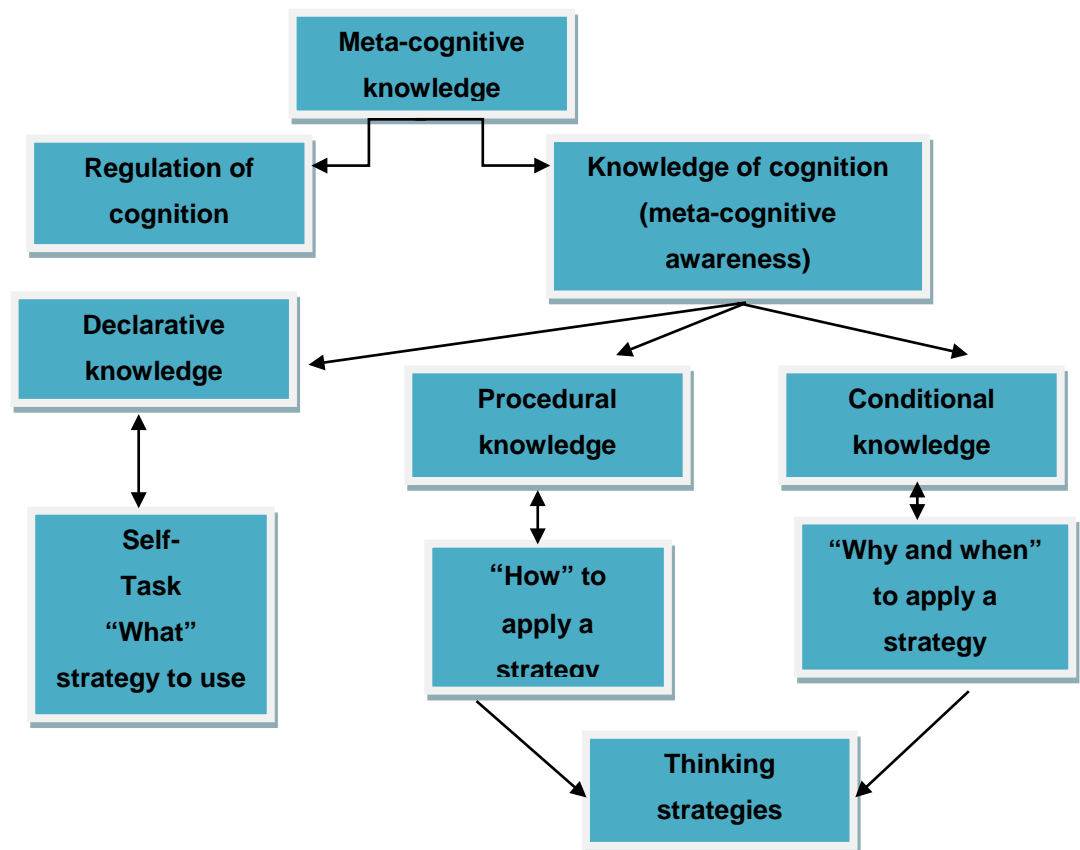 Meta-cognitive
knowledge
Regulation of
cognition
Knowledge of cognition
(meta-cognitive
awareness)
Declarative
knowledge
Procedural
knowledge
Conditional
knowledge
Self-
Task
“What”
strategy to use
“How” to
apply a
strategy
“Why and when”
to apply a
strategy
Thinking
strategies